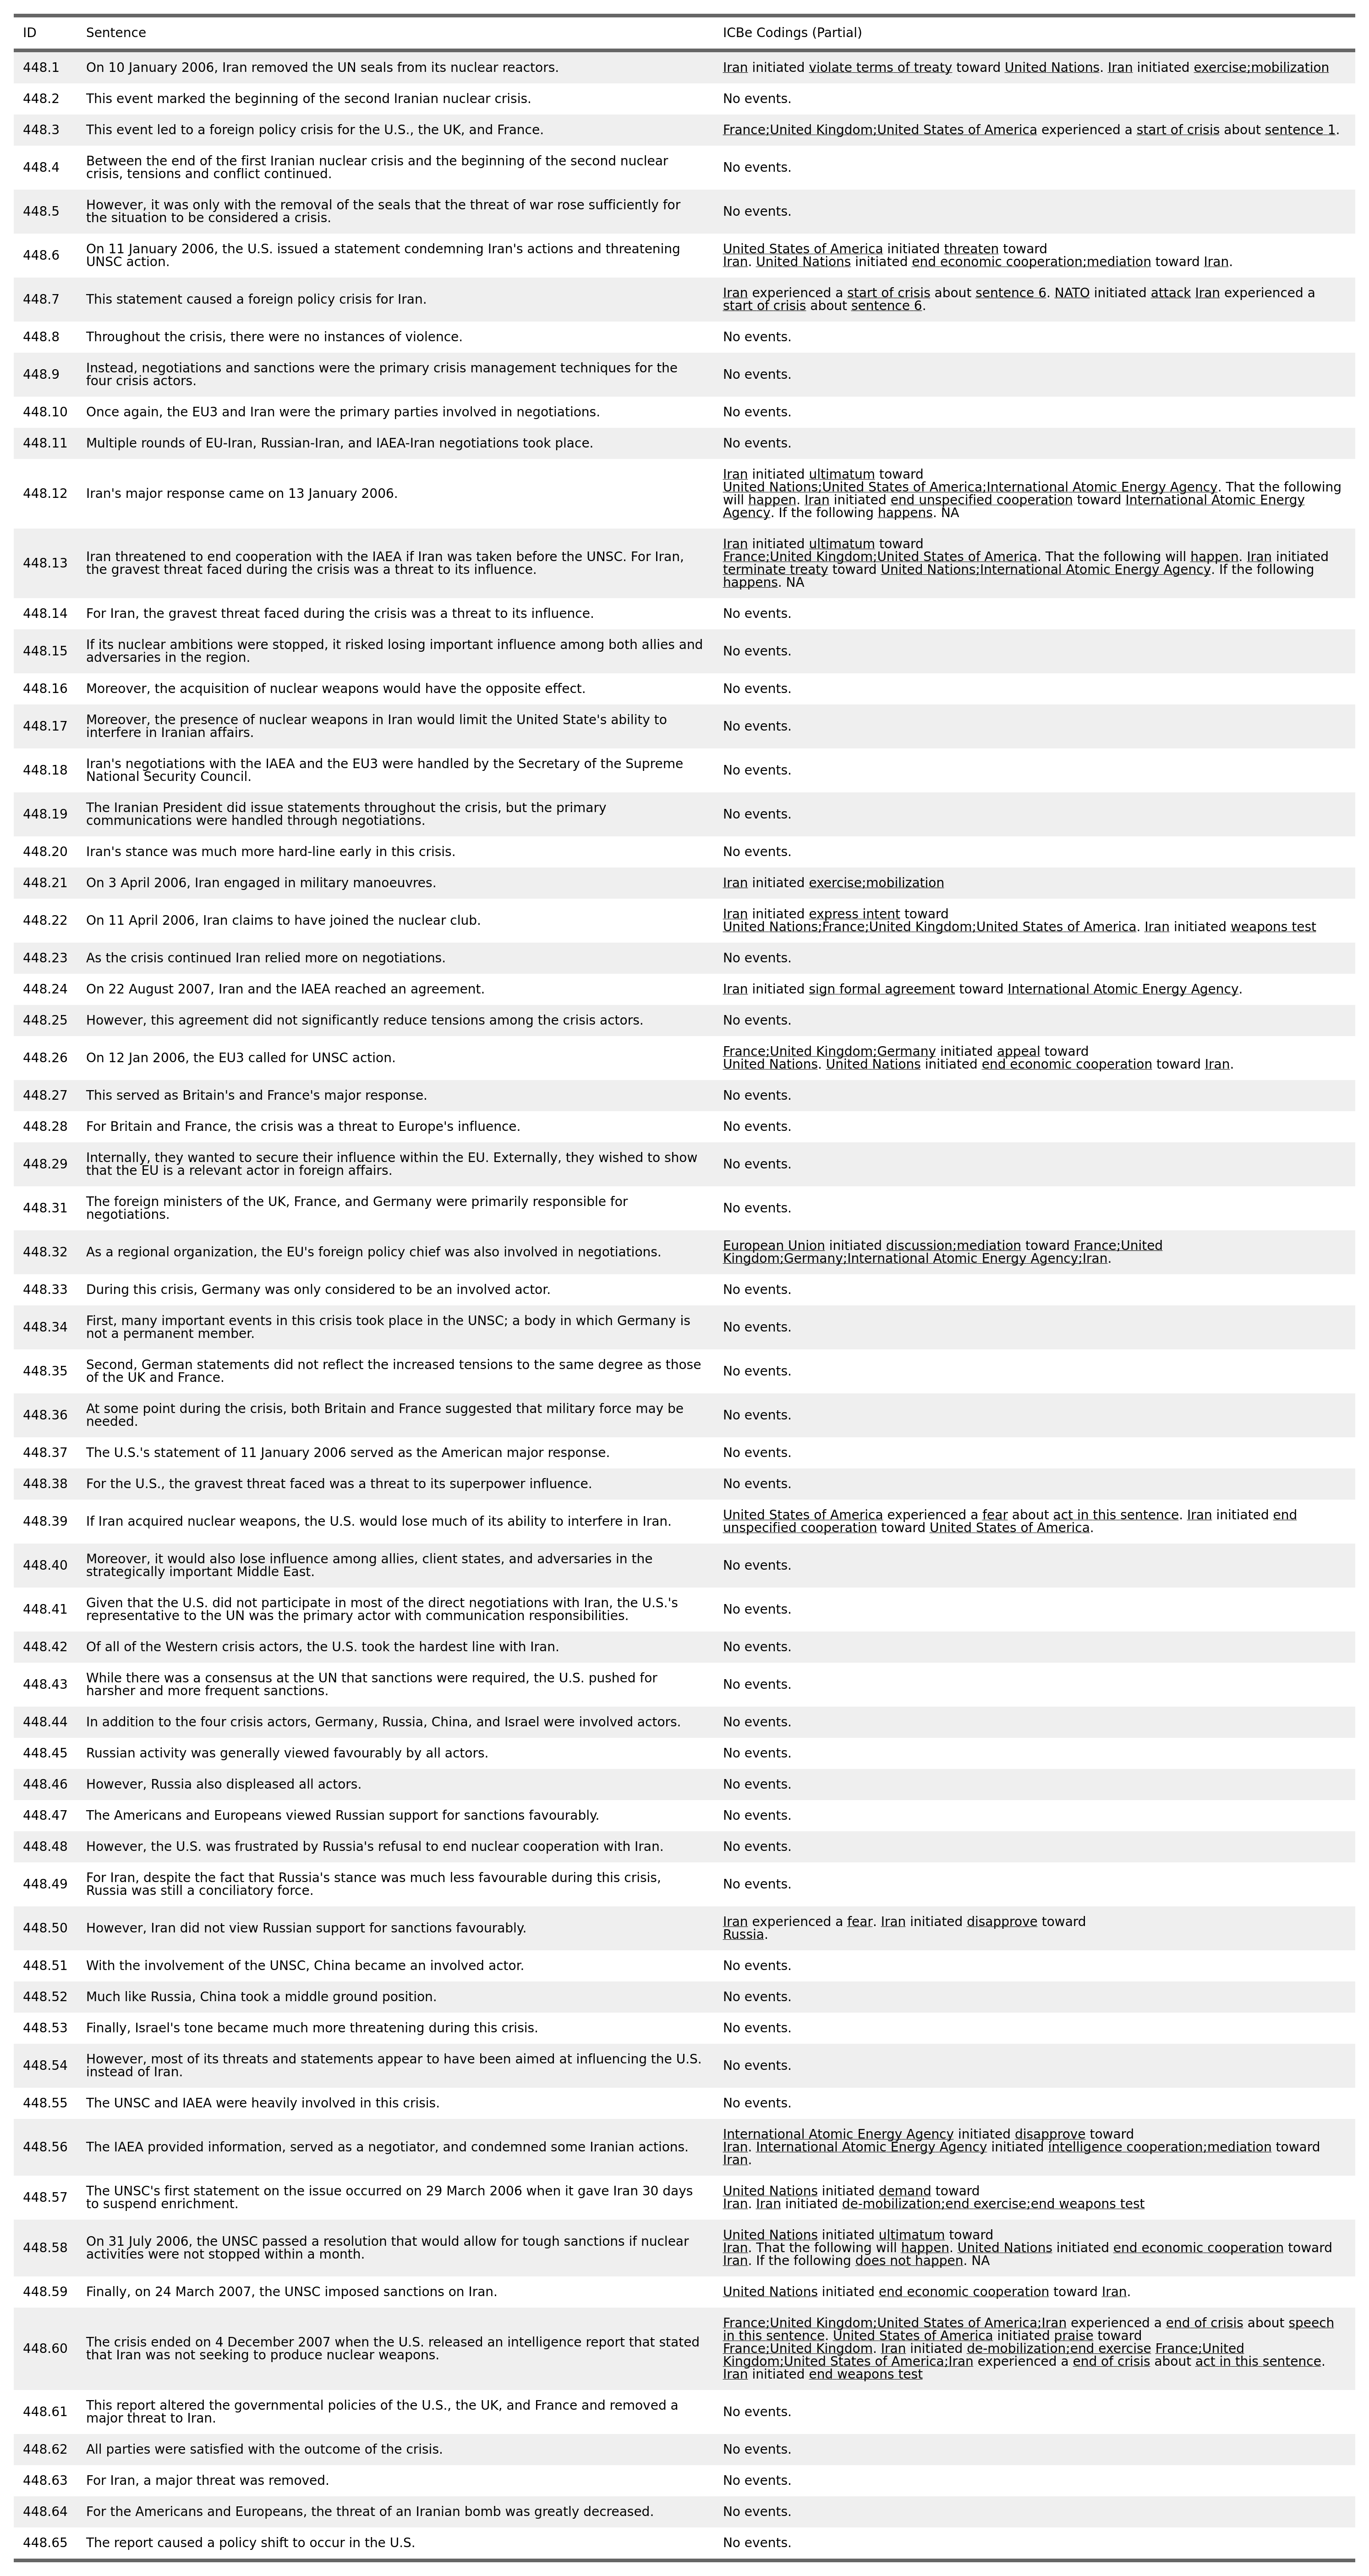 ID Sentence ICBe Codings (Partial)
448.1 On 10 January 2006, Iran removed the UN seals from its nuclear reactors. Iran initiated violate terms of treaty toward United Nations. Iran initiated exercise;mobilization
448.2 This event marked the beginning of the second Iranian nuclear crisis. No events.
448.3 This event led to a foreign policy crisis for the U.S., the UK, and France. France;United Kingdom;United States of America experienced a start of crisis about sentence 1.
448.4 Between the end of the first Iranian nuclear crisis and the beginning of the second nuclear
crisis, tensions and conflict continued. No events.
448.5 However, it was only with the removal of the seals that the threat of war rose sufficiently for
the situation to be considered a crisis. No events.
448.6 On 11 January 2006, the U.S. issued a statement condemning Iran's actions and threatening
UNSC action. United States of America initiated threaten toward
Iran. United Nations initiated end economic cooperation;mediation toward Iran.
448.7 This statement caused a foreign policy crisis for Iran. Iran experienced a start of crisis about sentence 6. NATO initiated attack Iran experienced a
start of crisis about sentence 6.
448.8 Throughout the crisis, there were no instances of violence. No events.
448.9 Instead, negotiations and sanctions were the primary crisis management techniques for the
four crisis actors. No events.
448.10 Once again, the EU3 and Iran were the primary parties involved in negotiations. No events.
448.11 Multiple rounds of EU-Iran, Russian-Iran, and IAEA-Iran negotiations took place. No events.
448.12 Iran's major response came on 13 January 2006. Iran initiated ultimatum toward
United Nations;United States of America;International Atomic Energy Agency. That the following
will happen. Iran initiated end unspecified cooperation toward International Atomic Energy
Agency. If the following happens. NA
448.13 Iran threatened to end cooperation with the IAEA if Iran was taken before the UNSC. For Iran,
the gravest threat faced during the crisis was a threat to its influence. Iran initiated ultimatum toward
France;United Kingdom;United States of America. That the following will happen. Iran initiated
terminate treaty toward United Nations;International Atomic Energy Agency. If the following
happens. NA
448.14 For Iran, the gravest threat faced during the crisis was a threat to its influence. No events.
448.15 If its nuclear ambitions were stopped, it risked losing important influence among both allies and
adversaries in the region. No events.
448.16 Moreover, the acquisition of nuclear weapons would have the opposite effect. No events.
448.17 Moreover, the presence of nuclear weapons in Iran would limit the United State's ability to
interfere in Iranian affairs. No events.
448.18 Iran's negotiations with the IAEA and the EU3 were handled by the Secretary of the Supreme
National Security Council. No events.
448.19 The Iranian President did issue statements throughout the crisis, but the primary
communications were handled through negotiations. No events.
448.20 Iran's stance was much more hard-line early in this crisis. No events.
448.21 On 3 April 2006, Iran engaged in military manoeuvres. Iran initiated exercise;mobilization
448.22 On 11 April 2006, Iran claims to have joined the nuclear club. Iran initiated express intent toward
United Nations;France;United Kingdom;United States of America. Iran initiated weapons test
448.23 As the crisis continued Iran relied more on negotiations. No events.
448.24 On 22 August 2007, Iran and the IAEA reached an agreement. Iran initiated sign formal agreement toward International Atomic Energy Agency.
448.25 However, this agreement did not significantly reduce tensions among the crisis actors. No events.
448.26 On 12 Jan 2006, the EU3 called for UNSC action. France;United Kingdom;Germany initiated appeal toward
United Nations. United Nations initiated end economic cooperation toward Iran.
448.27 This served as Britain's and France's major response. No events.
448.28 For Britain and France, the crisis was a threat to Europe's influence. No events.
448.29 Internally, they wanted to secure their influence within the EU. Externally, they wished to show
that the EU is a relevant actor in foreign affairs. No events.
448.31 The foreign ministers of the UK, France, and Germany were primarily responsible for
negotiations. No events.
448.32 As a regional organization, the EU's foreign policy chief was also involved in negotiations. European Union initiated discussion;mediation toward France;United
Kingdom;Germany;International Atomic Energy Agency;Iran.
448.33 During this crisis, Germany was only considered to be an involved actor. No events.
448.34 First, many important events in this crisis took place in the UNSC; a body in which Germany is
not a permanent member. No events.
448.35 Second, German statements did not reflect the increased tensions to the same degree as those
of the UK and France. No events.
448.36 At some point during the crisis, both Britain and France suggested that military force may be
needed. No events.
448.37 The U.S.'s statement of 11 January 2006 served as the American major response. No events.
448.38 For the U.S., the gravest threat faced was a threat to its superpower influence. No events.
448.39 If Iran acquired nuclear weapons, the U.S. would lose much of its ability to interfere in Iran. United States of America experienced a fear about act in this sentence. Iran initiated end
unspecified cooperation toward United States of America.
448.40 Moreover, it would also lose influence among allies, client states, and adversaries in the
strategically important Middle East. No events.
448.41 Given that the U.S. did not participate in most of the direct negotiations with Iran, the U.S.'s
representative to the UN was the primary actor with communication responsibilities. No events.
448.42 Of all of the Western crisis actors, the U.S. took the hardest line with Iran. No events.
448.43 While there was a consensus at the UN that sanctions were required, the U.S. pushed for
harsher and more frequent sanctions. No events.
448.44 In addition to the four crisis actors, Germany, Russia, China, and Israel were involved actors. No events.
448.45 Russian activity was generally viewed favourably by all actors. No events.
448.46 However, Russia also displeased all actors. No events.
448.47 The Americans and Europeans viewed Russian support for sanctions favourably. No events.
448.48 However, the U.S. was frustrated by Russia's refusal to end nuclear cooperation with Iran. No events.
448.49 For Iran, despite the fact that Russia's stance was much less favourable during this crisis,
Russia was still a conciliatory force. No events.
448.50 However, Iran did not view Russian support for sanctions favourably. Iran experienced a fear. Iran initiated disapprove toward
Russia.
448.51 With the involvement of the UNSC, China became an involved actor. No events.
448.52 Much like Russia, China took a middle ground position. No events.
448.53 Finally, Israel's tone became much more threatening during this crisis. No events.
448.54 However, most of its threats and statements appear to have been aimed at influencing the U.S.
instead of Iran. No events.
448.55 The UNSC and IAEA were heavily involved in this crisis. No events.
448.56 The IAEA provided information, served as a negotiator, and condemned some Iranian actions. International Atomic Energy Agency initiated disapprove toward
Iran. International Atomic Energy Agency initiated intelligence cooperation;mediation toward
Iran.
448.57 The UNSC's first statement on the issue occurred on 29 March 2006 when it gave Iran 30 days
to suspend enrichment. United Nations initiated demand toward
Iran. Iran initiated de-mobilization;end exercise;end weapons test
448.58 On 31 July 2006, the UNSC passed a resolution that would allow for tough sanctions if nuclear
activities were not stopped within a month. United Nations initiated ultimatum toward
Iran. That the following will happen. United Nations initiated end economic cooperation toward
Iran. If the following does not happen. NA
448.59 Finally, on 24 March 2007, the UNSC imposed sanctions on Iran. United Nations initiated end economic cooperation toward Iran.
448.60 The crisis ended on 4 December 2007 when the U.S. released an intelligence report that stated
that Iran was not seeking to produce nuclear weapons. France;United Kingdom;United States of America;Iran experienced a end of crisis about speech
in this sentence. United States of America initiated praise toward
France;United Kingdom. Iran initiated de-mobilization;end exercise France;United
Kingdom;United States of America;Iran experienced a end of crisis about act in this sentence.
Iran initiated end weapons test
448.61 This report altered the governmental policies of the U.S., the UK, and France and removed a
major threat to Iran. No events.
448.62 All parties were satisfied with the outcome of the crisis. No events.
448.63 For Iran, a major threat was removed. No events.
448.64 For the Americans and Europeans, the threat of an Iranian bomb was greatly decreased. No events.
448.65 The report caused a policy shift to occur in the U.S. No events.